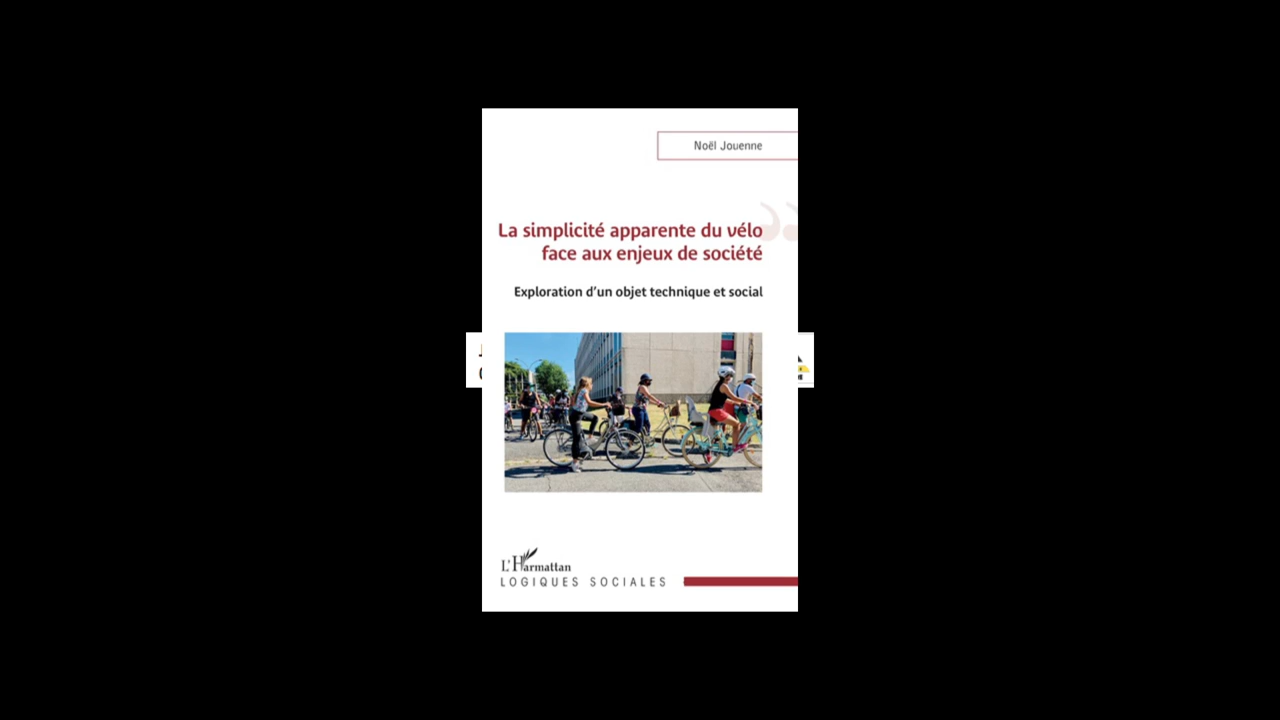 Noël Jouenne
La simplicité apparente du vélo
face aux enjeux de société
Exploration d'un objet technique et social
L'Harmattan
LOGIQUES SOCIALES